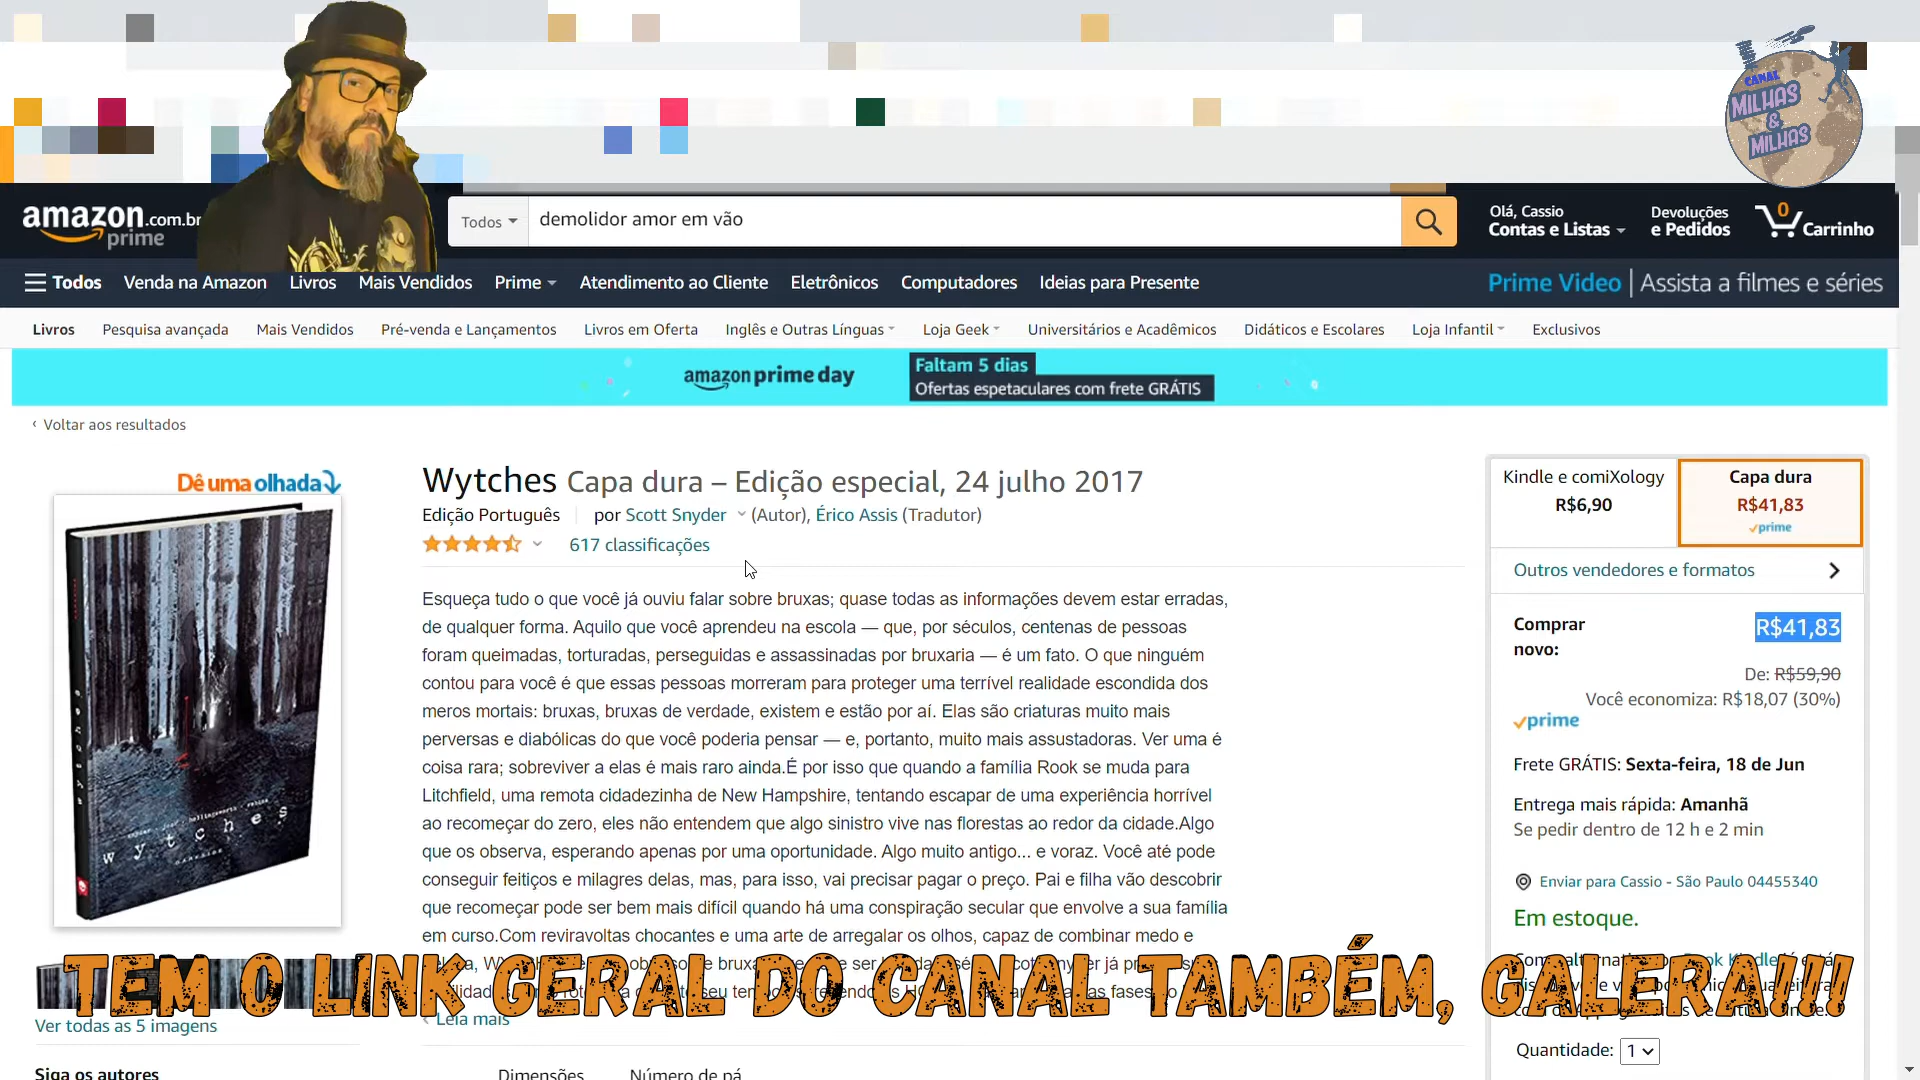 CANAL
MILHAS
&
MILHAS
amazon.com.br
prime
Todos
demolidor amor em vão
Olá, Cassio
Contas e Listas
Devoluções
e Pedidos
0
Carrinho
Todos
Venda na Amazon
Livros
Mais Vendidos
Prime
Atendimento ao Cliente
Eletrônicos
Computadores
Ideias para Presente
Prime Video | Assista a filmes e séries
Livros
Pesquisa avançada
Mais Vendidos
Pré-venda e Lançamentos
Livros em Oferta
Inglês e Outras Línguas
Loja Geek
Universitários e Acadêmicos
Didáticos e Escolares
Loja Infantil
Exclusivos
amazon prime day
Faltam 5 dias
Ofertas espetaculares com frete GRÁTIS
‹ Voltar aos resultados
Dê uma olhada
wytches
wytches
Ver todas as 5 imagens
Siga os autores
Wytches Capa dura – Edição especial, 24 julho 2017
Edição Português
por Scott Snyder (Autor), Érico Assis (Tradutor)
617 classificações
Esqueça tudo o que você já ouviu falar sobre bruxas; quase todas as informações devem estar erradas,
de qualquer forma. Aquilo que você aprendeu na escola — que, por séculos, centenas de pessoas
foram queimadas, torturadas, perseguidas e assassinadas por bruxaria — é um fato. O que ninguém
contou para você é que essas pessoas morreram para proteger uma terrível realidade escondida dos
meros mortais: bruxas, bruxas de verdade, existem e estão por aí. Elas são criaturas muito mais
perversas e diabólicas do que você poderia pensar — e, portanto, muito mais assustadoras. Ver uma é
coisa rara; sobreviver a elas é mais raro ainda.É por isso que quando a família Rook se muda para
Litchfield, uma remota cidadezinha de New Hampshire, tentando escapar de uma experiência horrível
ao recomeçar do zero, eles não entendem que algo sinistro vive nas florestas ao redor da cidade.Algo
que os observa, esperando apenas por uma oportunidade. Algo muito antigo... e voraz. Você até pode
conseguir feitiços e milagres delas, mas, para isso, vai precisar pagar o preço. Pai e filha vão descobrir
que recomeçar pode ser bem mais difícil quando há uma conspiração secular que envolve a sua família
em curso.Com reviravoltas chocantes e uma arte de arregalar os olhos, capaz de combinar medo e
Leia mais
Dimensões
Número de pá
Kindle e comiXology
R$6,90
Capa dura
R$41,83
prime
Outros vendedores e formatos
Comprar
novo:
R$41,83
De: R$59,90
Você economiza: R$18,07 (30%)
prime
Frete GRÁTIS: Sexta-feira, 18 de Jun
Entrega mais rápida: Amanhã
Se pedir dentro de 12 h e 2 min
Enviar para Cassio - São Paulo 04455340
Em estoque.
Quantidade: 1
TEM O LINK GERAL DO CANAL TAMBÉM, GALERA!!!!